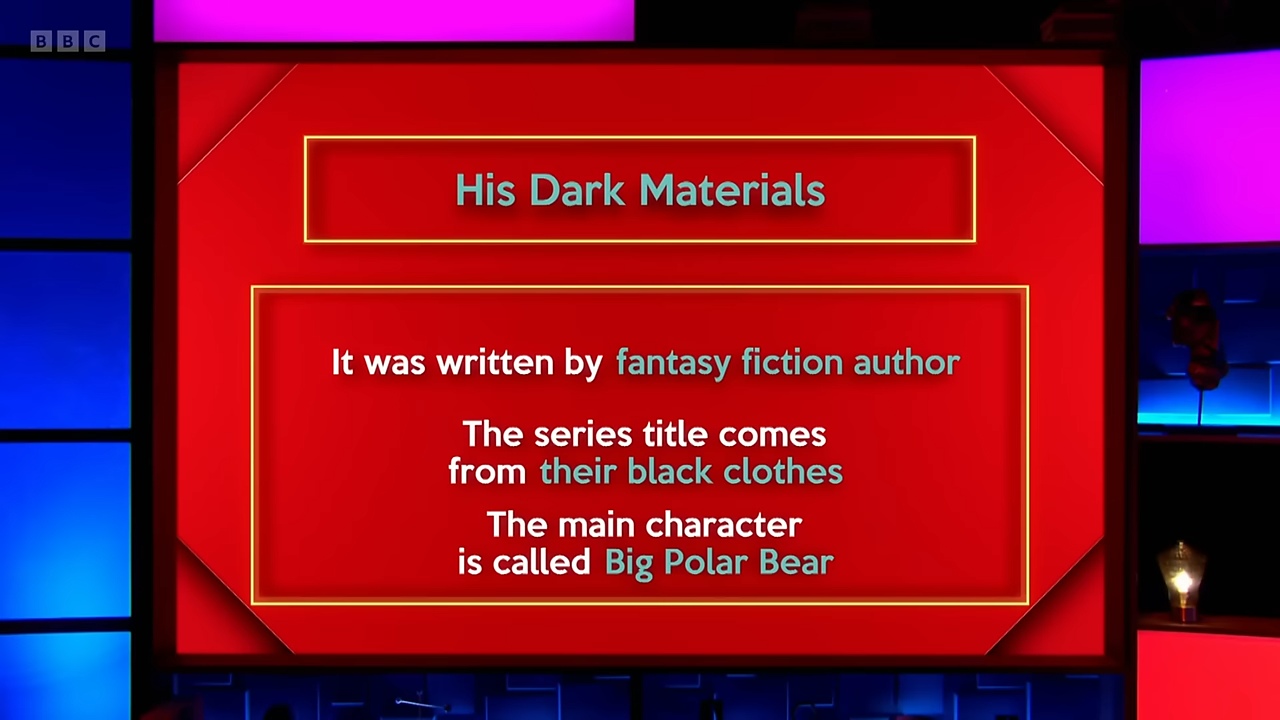 BBC
His Dark Materials
It was written by fantasy fiction author
The series title comes
from their black clothes
The main character
is called Big Polar Bear